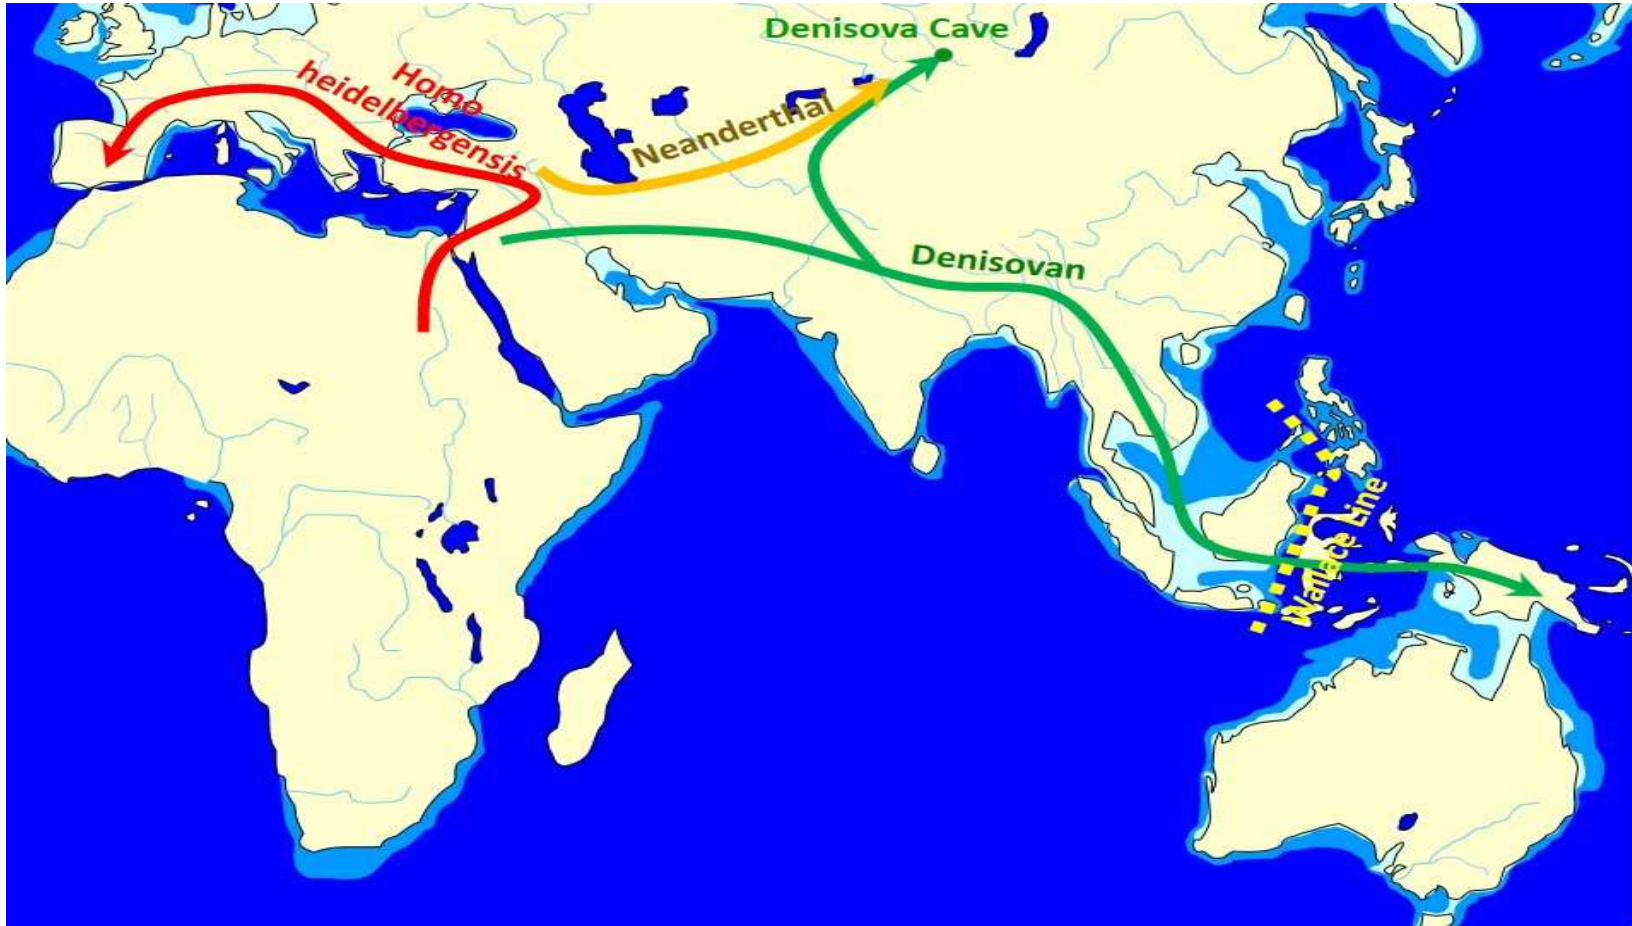 Denisova Cave
Homo
heidelbergensis
Neanderthal
Denisovan
Wallace Line